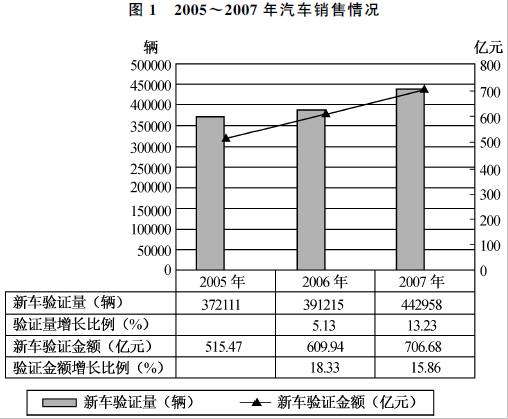 图 1 2005～2007 年汽车销售情况
辆 亿元
500000 800
450000 700
400000 600
350000 500
300000 400
250000 300
200000 200
150000 100
100000 0
50000
0
2005 年 2006 年 2007 年
新车验证量（辆） 372111 391215 442958
验证量增长比例（%） 5.13 13.23
新车验证金额（亿元） 515.47 609.94 706.68
验证金额增长比例（%） 18.33 15.86
新车验证量（辆） 新车验证金额（亿元）